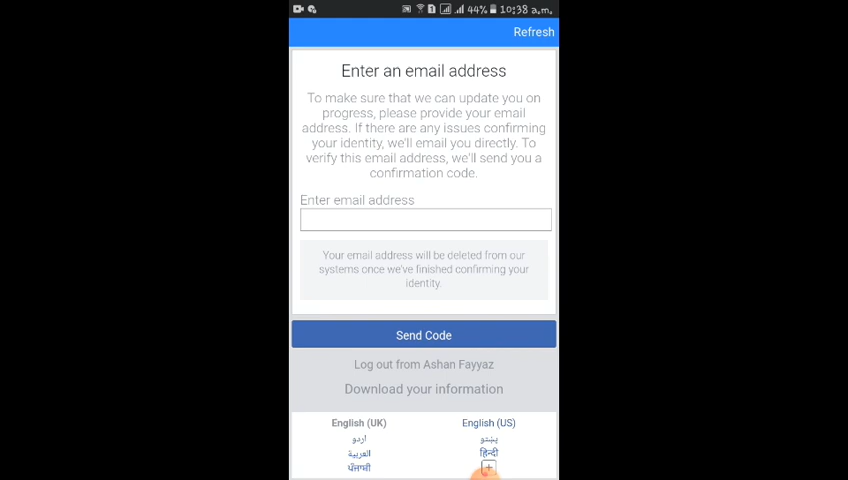 44% 10:38 a.m.
Refresh
Enter an email address
To make sure that we can update you on
progress, please provide your email
address. If there are any issues confirming
your identity, we'll email you directly. To
verify this email address, we'll send you a
confirmation code.
Enter email address
Your email address will be deleted from our
systems once we've finished confirming your
identity.
Send Code
Log out from Ashan Fayyaz
Download your information
English (UK) English (US)
اردو پښتو
العربية हिन्दी
ਪੰਜਾਬੀ +